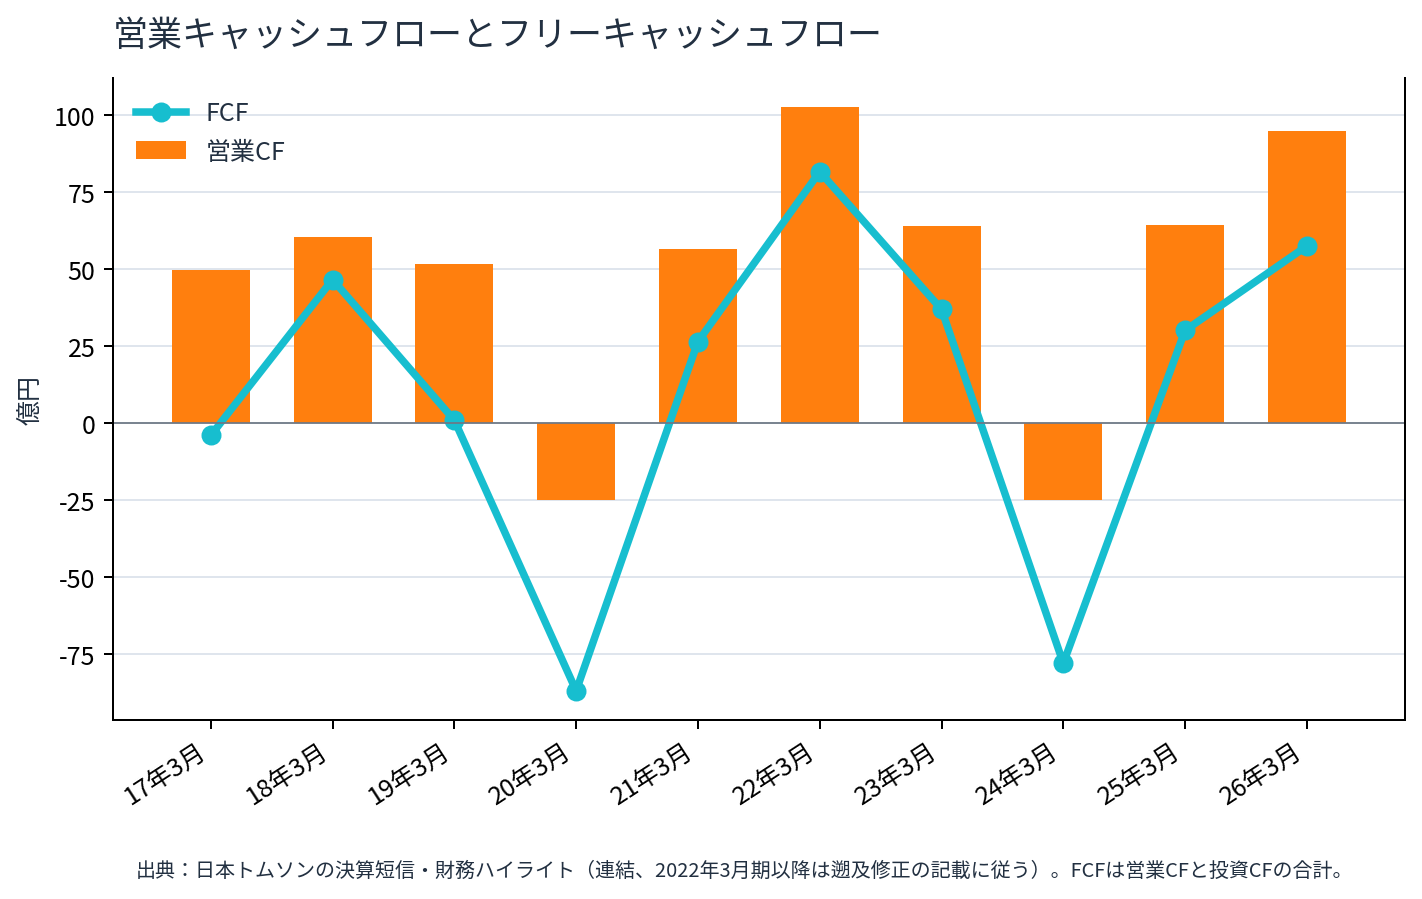 営業キャッシュフローとフリーキャッシュフロー
FCF
営業CF
億円
100
75
50
25
0
-25
-50
-75
17年3月
18年3月
19年3月
20年3月
21年3月
22年3月
23年3月
24年3月
25年3月
26年3月
出典：日本トムソンの決算短信・財務ハイライト（連結、2022年3月期以降は遡及修正の記載に従う）。FCFは営業CFと投資CFの合計。